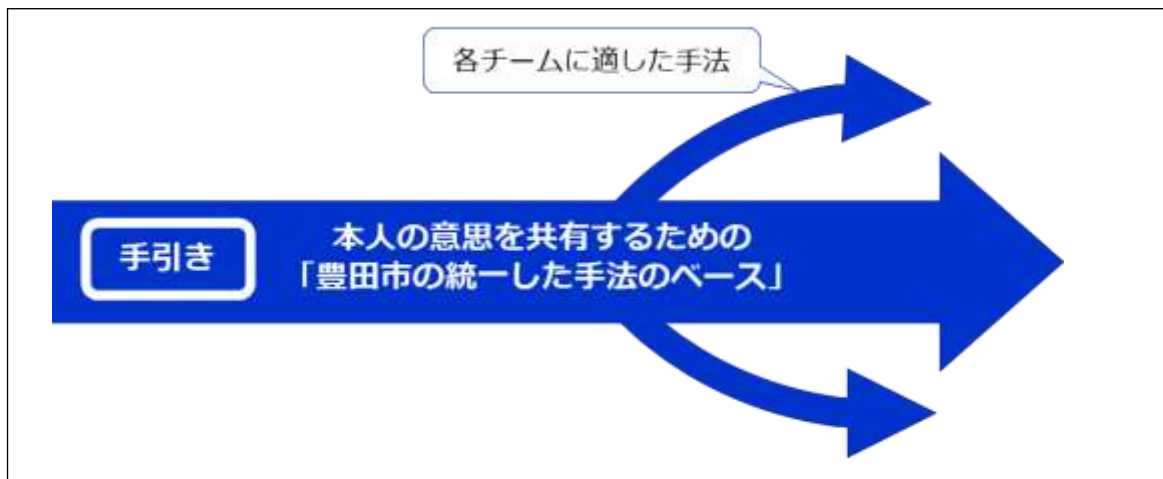 各チームに適した手法
手引き
本人の意思を共有するための
「豊田市の統一した手法のベース」